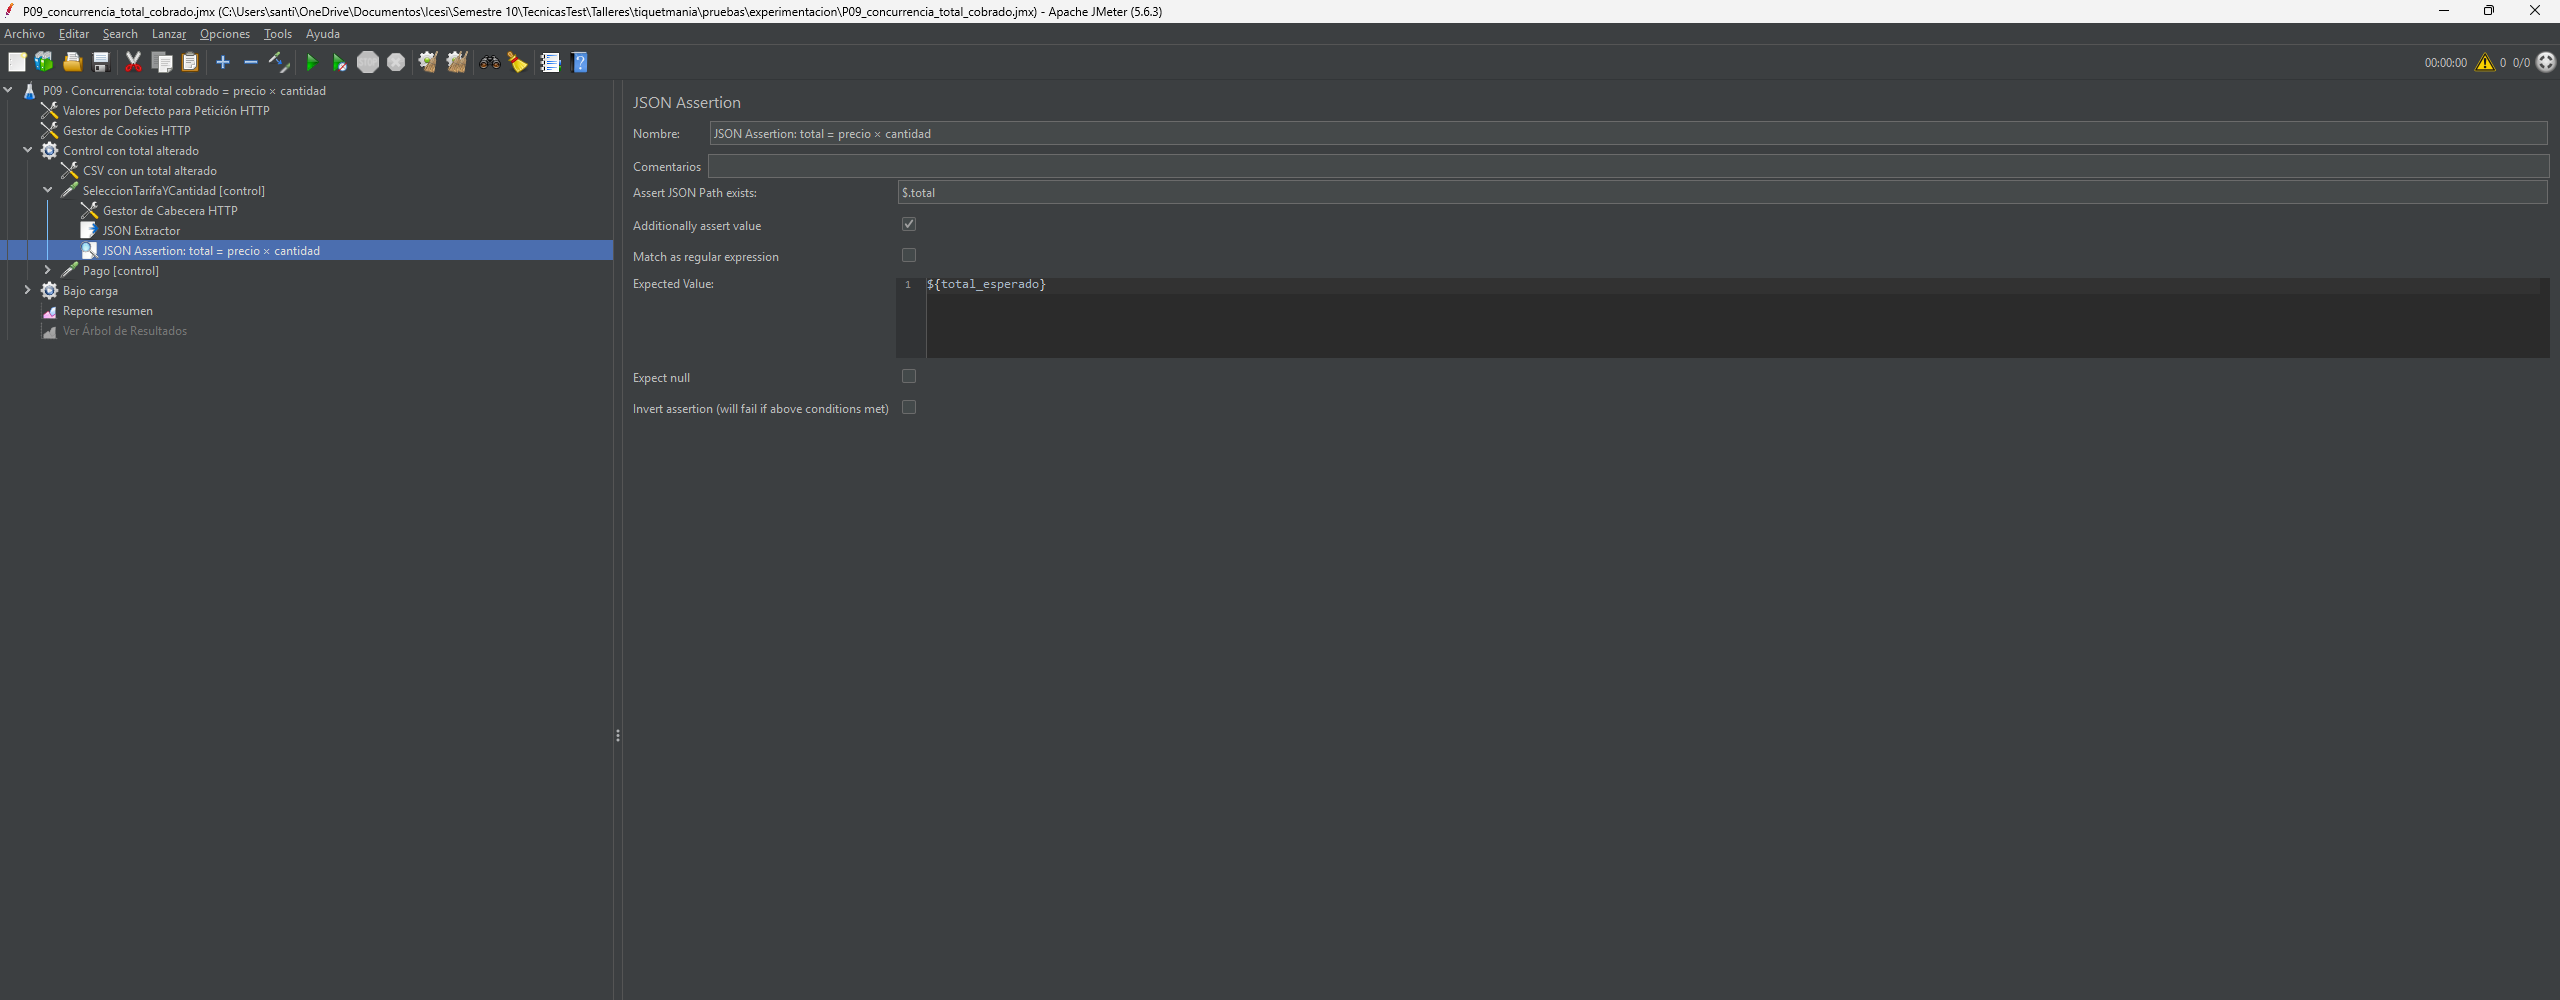 P09_concurrencia_total_cobrado.jmx (C:\Users\santi\OneDrive\Documentos\Icesi\Semestre 10\TecnicasTest\Talleres\tiquetmania\pruebas\experimentacion\P09_concurrencia_total_cobrado.jmx) - Apache JMeter (5.6.3)
Archivo Editar Search Lanzar Opciones Tools Ayuda
STOP
00:00:00 0 0/0
P09 · Concurrencia: total cobrado = precio × cantidad
Valores por Defecto para Petición HTTP
Gestor de Cookies HTTP
Control con total alterado
CSV con un total alterado
SeleccionTarifaYCantidad [control]
Gestor de Cabecera HTTP
JSON Extractor
JSON Assertion: total = precio × cantidad
Pago [control]
Bajo carga
Reporte resumen
Ver Árbol de Resultados
JSON Assertion
Nombre: JSON Assertion: total = precio × cantidad
Comentarios
Assert JSON Path exists: $.total
Additionally assert value
Match as regular expression
Expected Value: 1 ${total_esperado}
Expect null
Invert assertion (will fail if above conditions met)